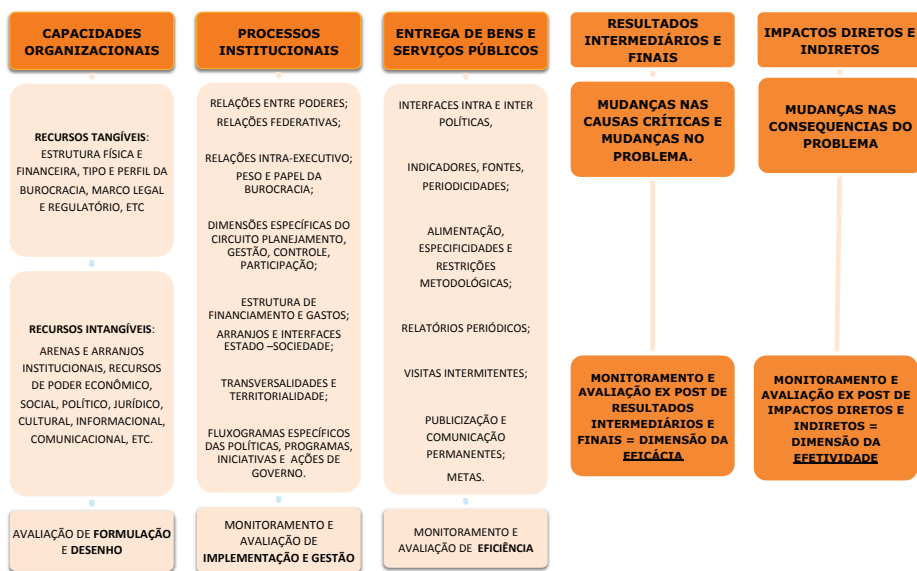 CAPACIDADES
ORGANIZACIONAIS
RECURSOS TANGÍVEIS:
ESTRUTURA FÍSICA E
FINANCEIRA, TIPO E PERFIL DA
BUROCRACIA, MARCO LEGAL
E REGULATÓRIO, ETC
RECURSOS INTANGÍVEIS:
ARENAS E ARRANJOS
INSTITUCIONAIS, RECURSOS
DE PODER ECONÔMICO,
SOCIAL, POLÍTICO, JURÍDICO,
CULTURAL, INFORMACIONAL,
COMUNICACIONAL, ETC.
AVALIAÇÃO DE FORMULAÇÃO
E DESENHO
PROCESSOS
INSTITUCIONAIS
RELAÇÕES ENTRE PODERES;
RELAÇÕES FEDERATIVAS;
RELAÇÕES INTRA-EXECUTIVO;
PESO E PAPEL DA
BUROCRACIA;
DIMENSÕES ESPECÍFICAS DO
CIRCUITO PLANEJAMENTO,
GESTÃO, CONTROLE,
PARTICIPAÇÃO;
ESTRUTURA DE
FINANCIAMENTO E GASTOS;
ARRANJOS E INTERFACES
ESTADO –SOCIEDADE;
TRANSVERSALIDADES E
TERRITORIALIDADE;
FLUXOGRAMAS ESPECÍFICOS
DAS POLÍTICAS, PROGRAMAS,
INICIATIVAS E AÇÕES DE
GOVERNO.
MONITORAMENTO E
AVALIAÇÃO DE
IMPLEMENTAÇÃO E GESTÃO
ENTREGA DE BENS E
SERVIÇOS PÚBLICOS
INTERFACES INTRA E INTER
POLÍTICAS,
INDICADORES, FONTES,
PERIODICIDADES;
ALIMENTAÇÃO,
ESPECIFICIDADES E
RESTRIÇÕES
METODOLÓGICAS;
RELATÓRIOS PERIÓDICOS;
VISITAS INTERMITENTES;
PUBLICIZAÇÃO E
COMUNICAÇÃO
PERMANENTES;
METAS.
MONITORAMENTO E
AVALIAÇÃO DE EFICIÊNCIA
RESULTADOS
INTERMEDIÁRIOS E
FINAIS
MUDANÇAS NAS
CAUSAS CRÍTICAS E
MUDANÇAS NO
PROBLEMA.
MONITORAMENTO E
AVALIAÇÃO EX POST DE
RESULTADOS
INTERMEDIÁRIOS E
FINAIS = DIMENSÃO DA
EFICÁCIA
IMPACTOS DIRETOS E
INDIRETOS
MUDANÇAS NAS
CONSEQUENCIAS DO
PROBLEMA
MONITORAMENTO E
AVALIAÇÃO EX POST DE
IMPACTOS DIRETOS E
INDIRETOS =
DIMENSÃO DA
EFETIVIDADE